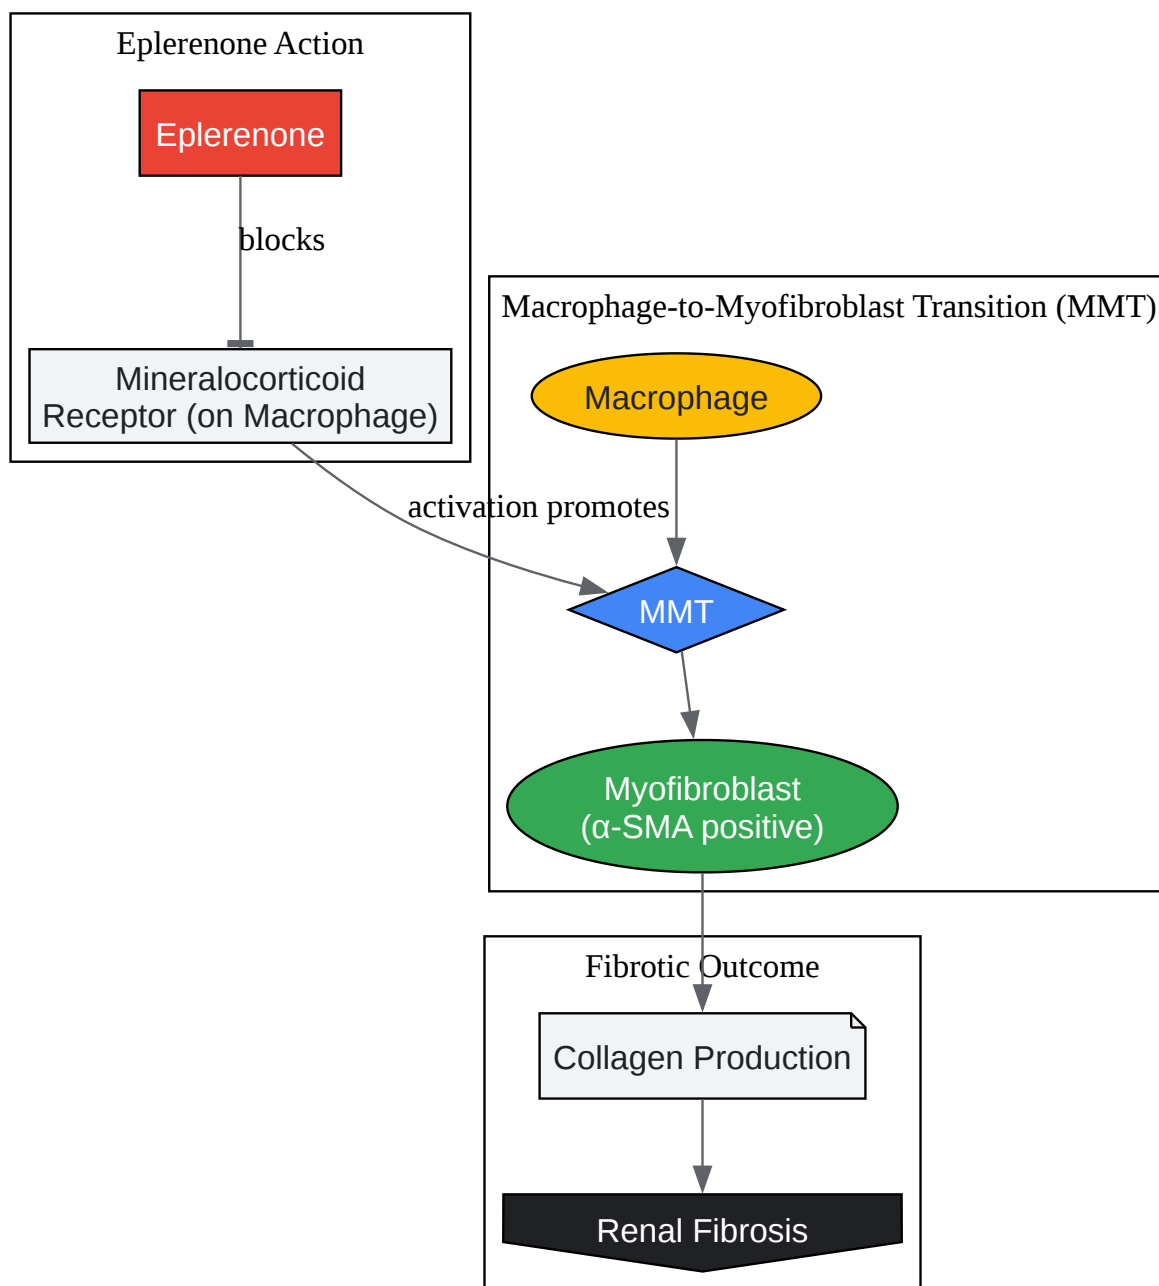 Eplerenone Action
Eplerenone
blocks
Mineralocorticoid
Receptor (on Macrophage)
Macrophage-to-Myofibroblast Transition (MMT)
Macrophage
activation promotes
MMT
Myofibroblast
(α-SMA positive)
Fibrotic Outcome
Collagen Production
Renal Fibrosis